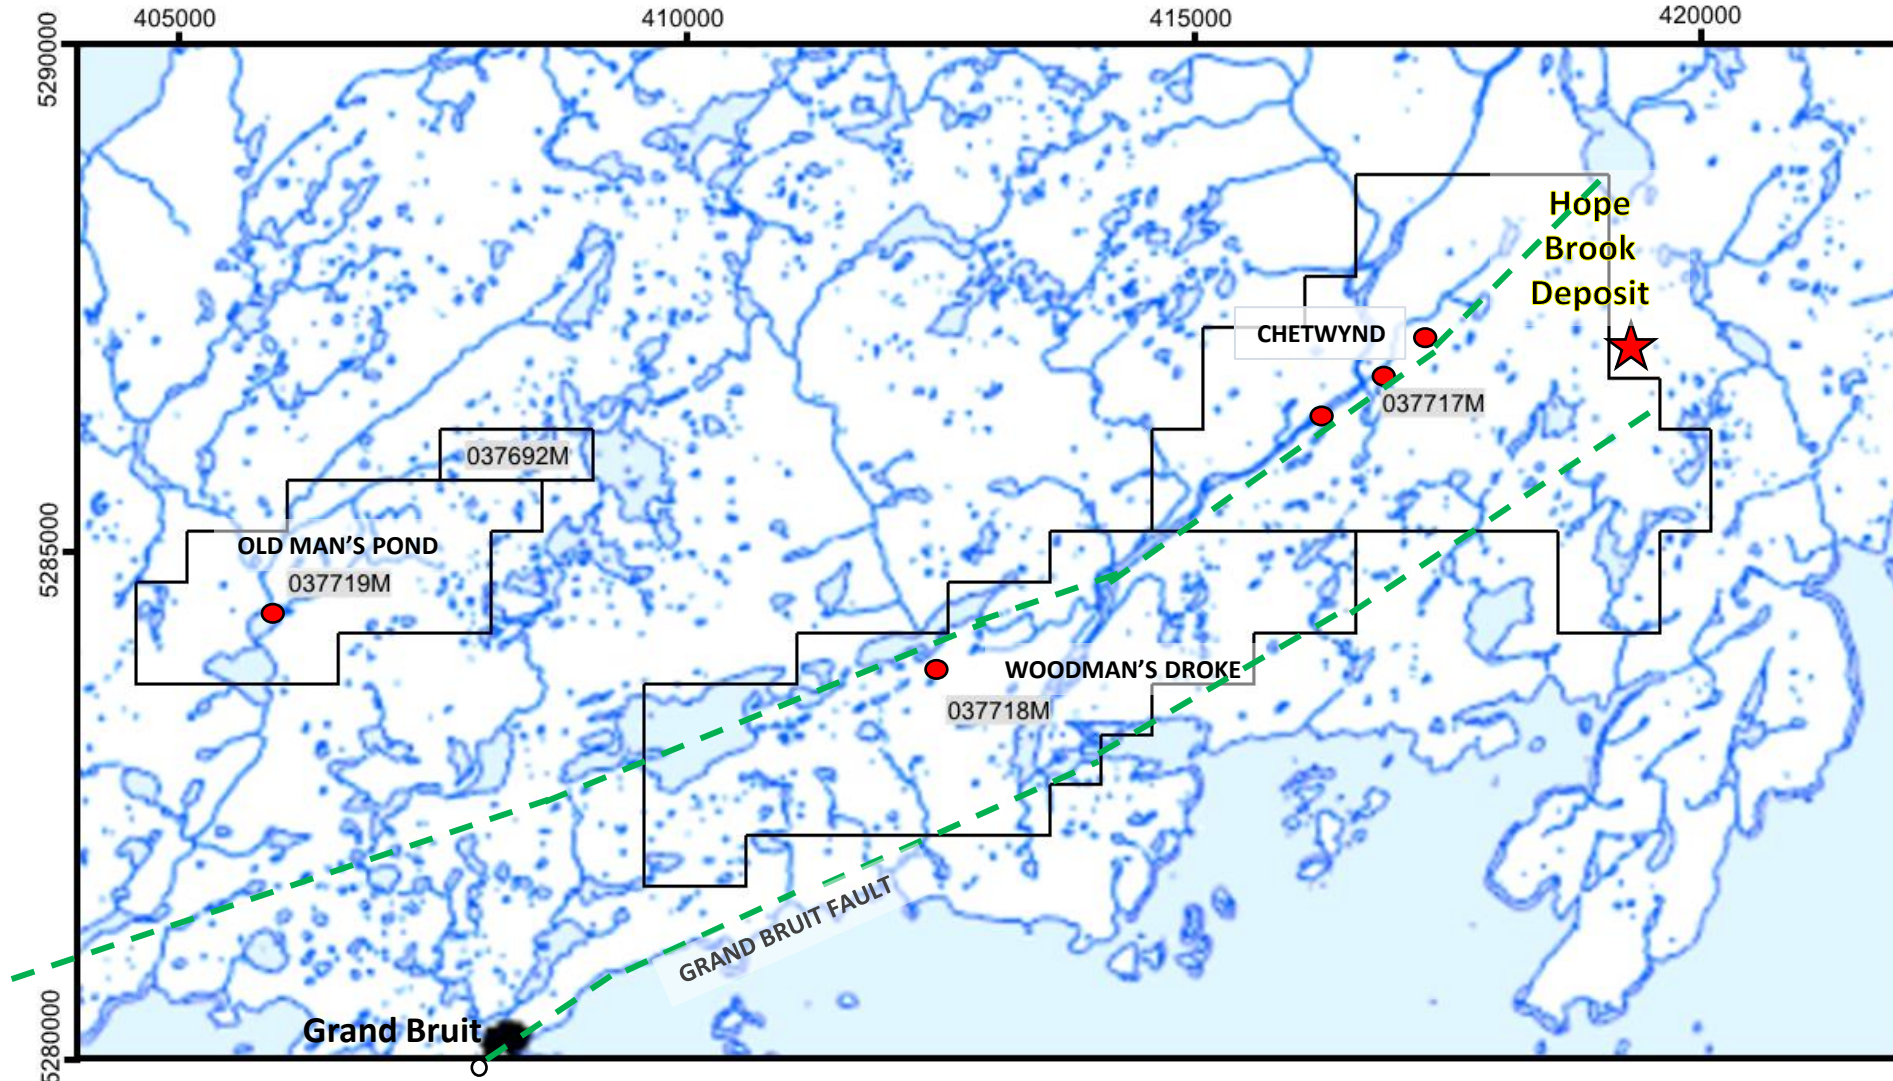 405000
410000
415000
420000
5290000
Hope
Brook
Deposit
CHETWYND
037717M
037692M
OLD MAN'S POND
037719M
5285000
WOODMAN'S DROKE
037718M
GRAND BRUIT FAULT
Grand Bruit
5280000